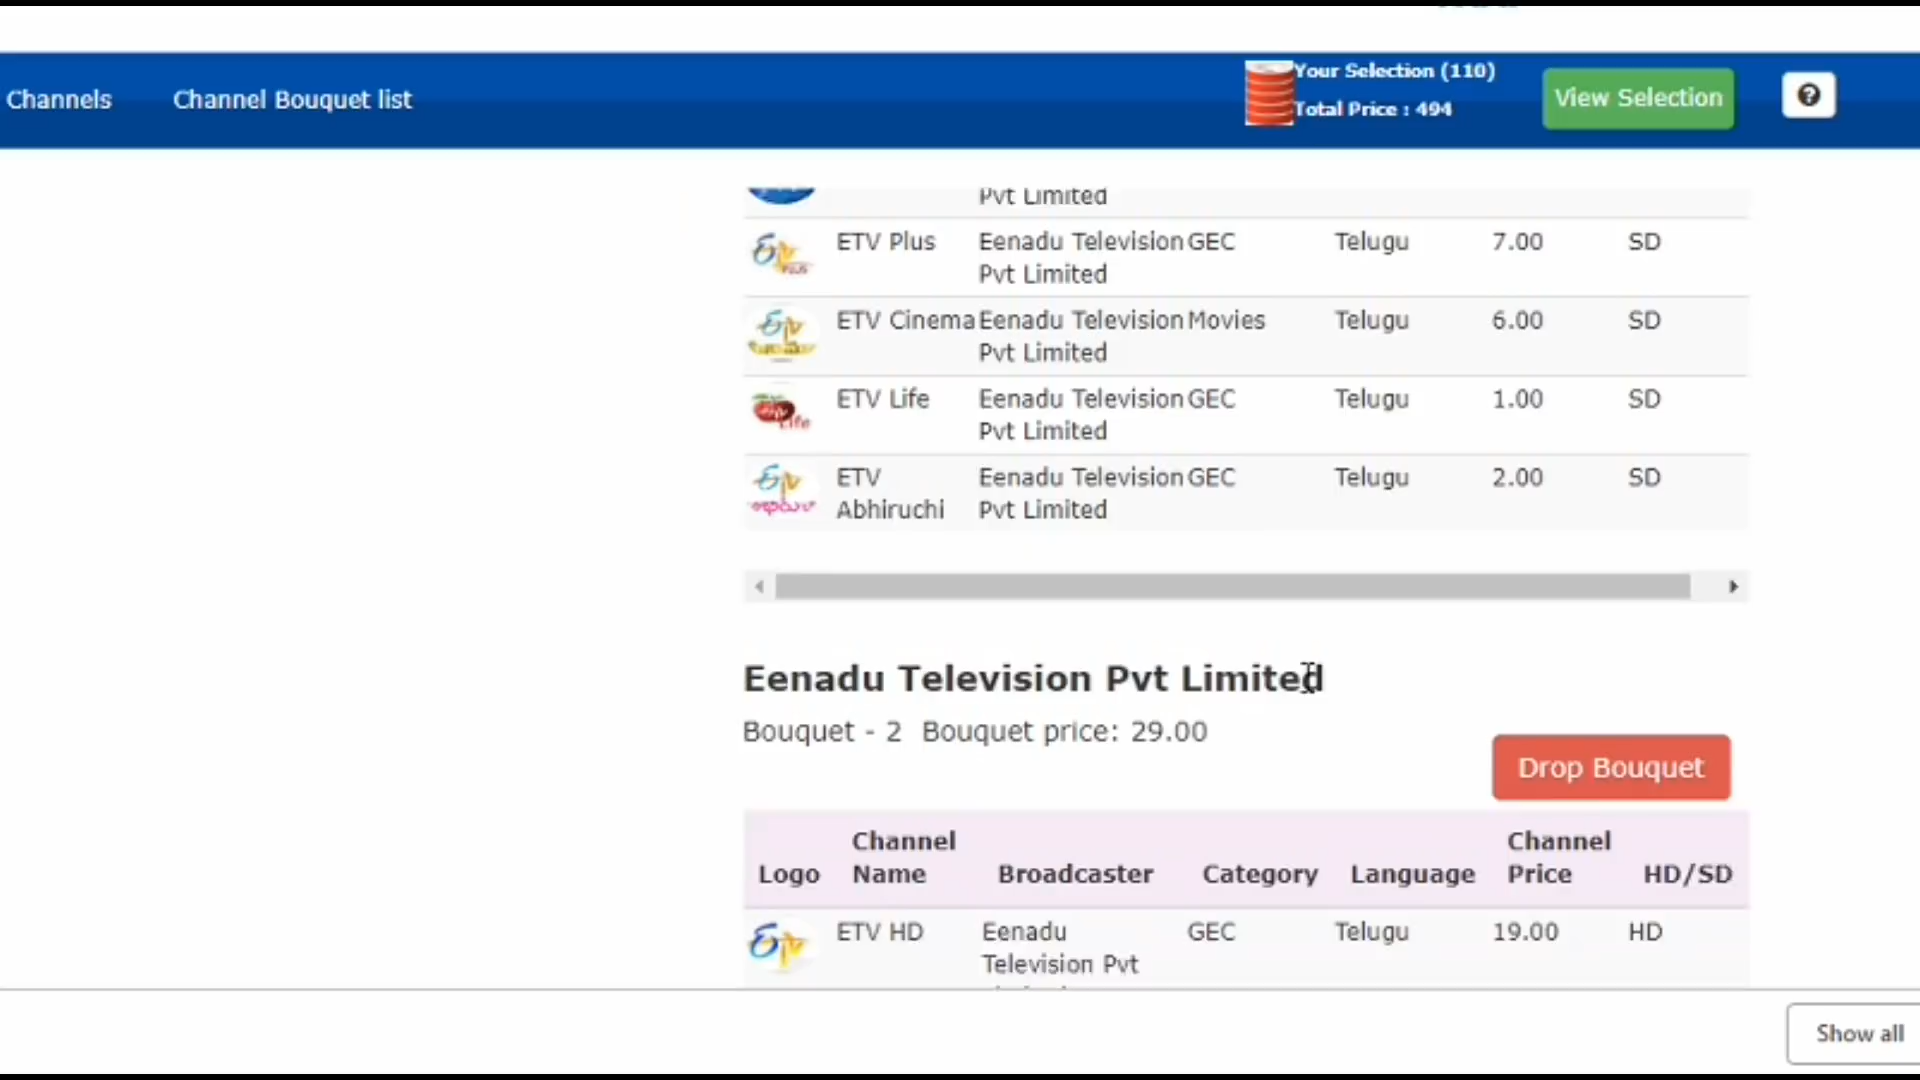 Channels
Channel Bouquet list
Your Selection (110)
Total Price : 494
View Selection
Pvt Limited
ETV Plus
Eenadu Television GEC Telugu 7.00 SD
Pvt Limited
ETV Cinema Eenadu Television Movies Telugu 6.00 SD
Pvt Limited
ETV Life Eenadu Television GEC Telugu 1.00 SD
Pvt Limited
ETV Eenadu Television GEC Telugu 2.00 SD
Abhiruchi Pvt Limited
Eenadu Television Pvt Limited
Bouquet - 2 Bouquet price: 29.00
Drop Bouquet
Channel Channel
Logo Name Broadcaster Category Language Price HD/SD
ETV HD Eenadu GEC Telugu 19.00 HD
Television Pvt
Show all